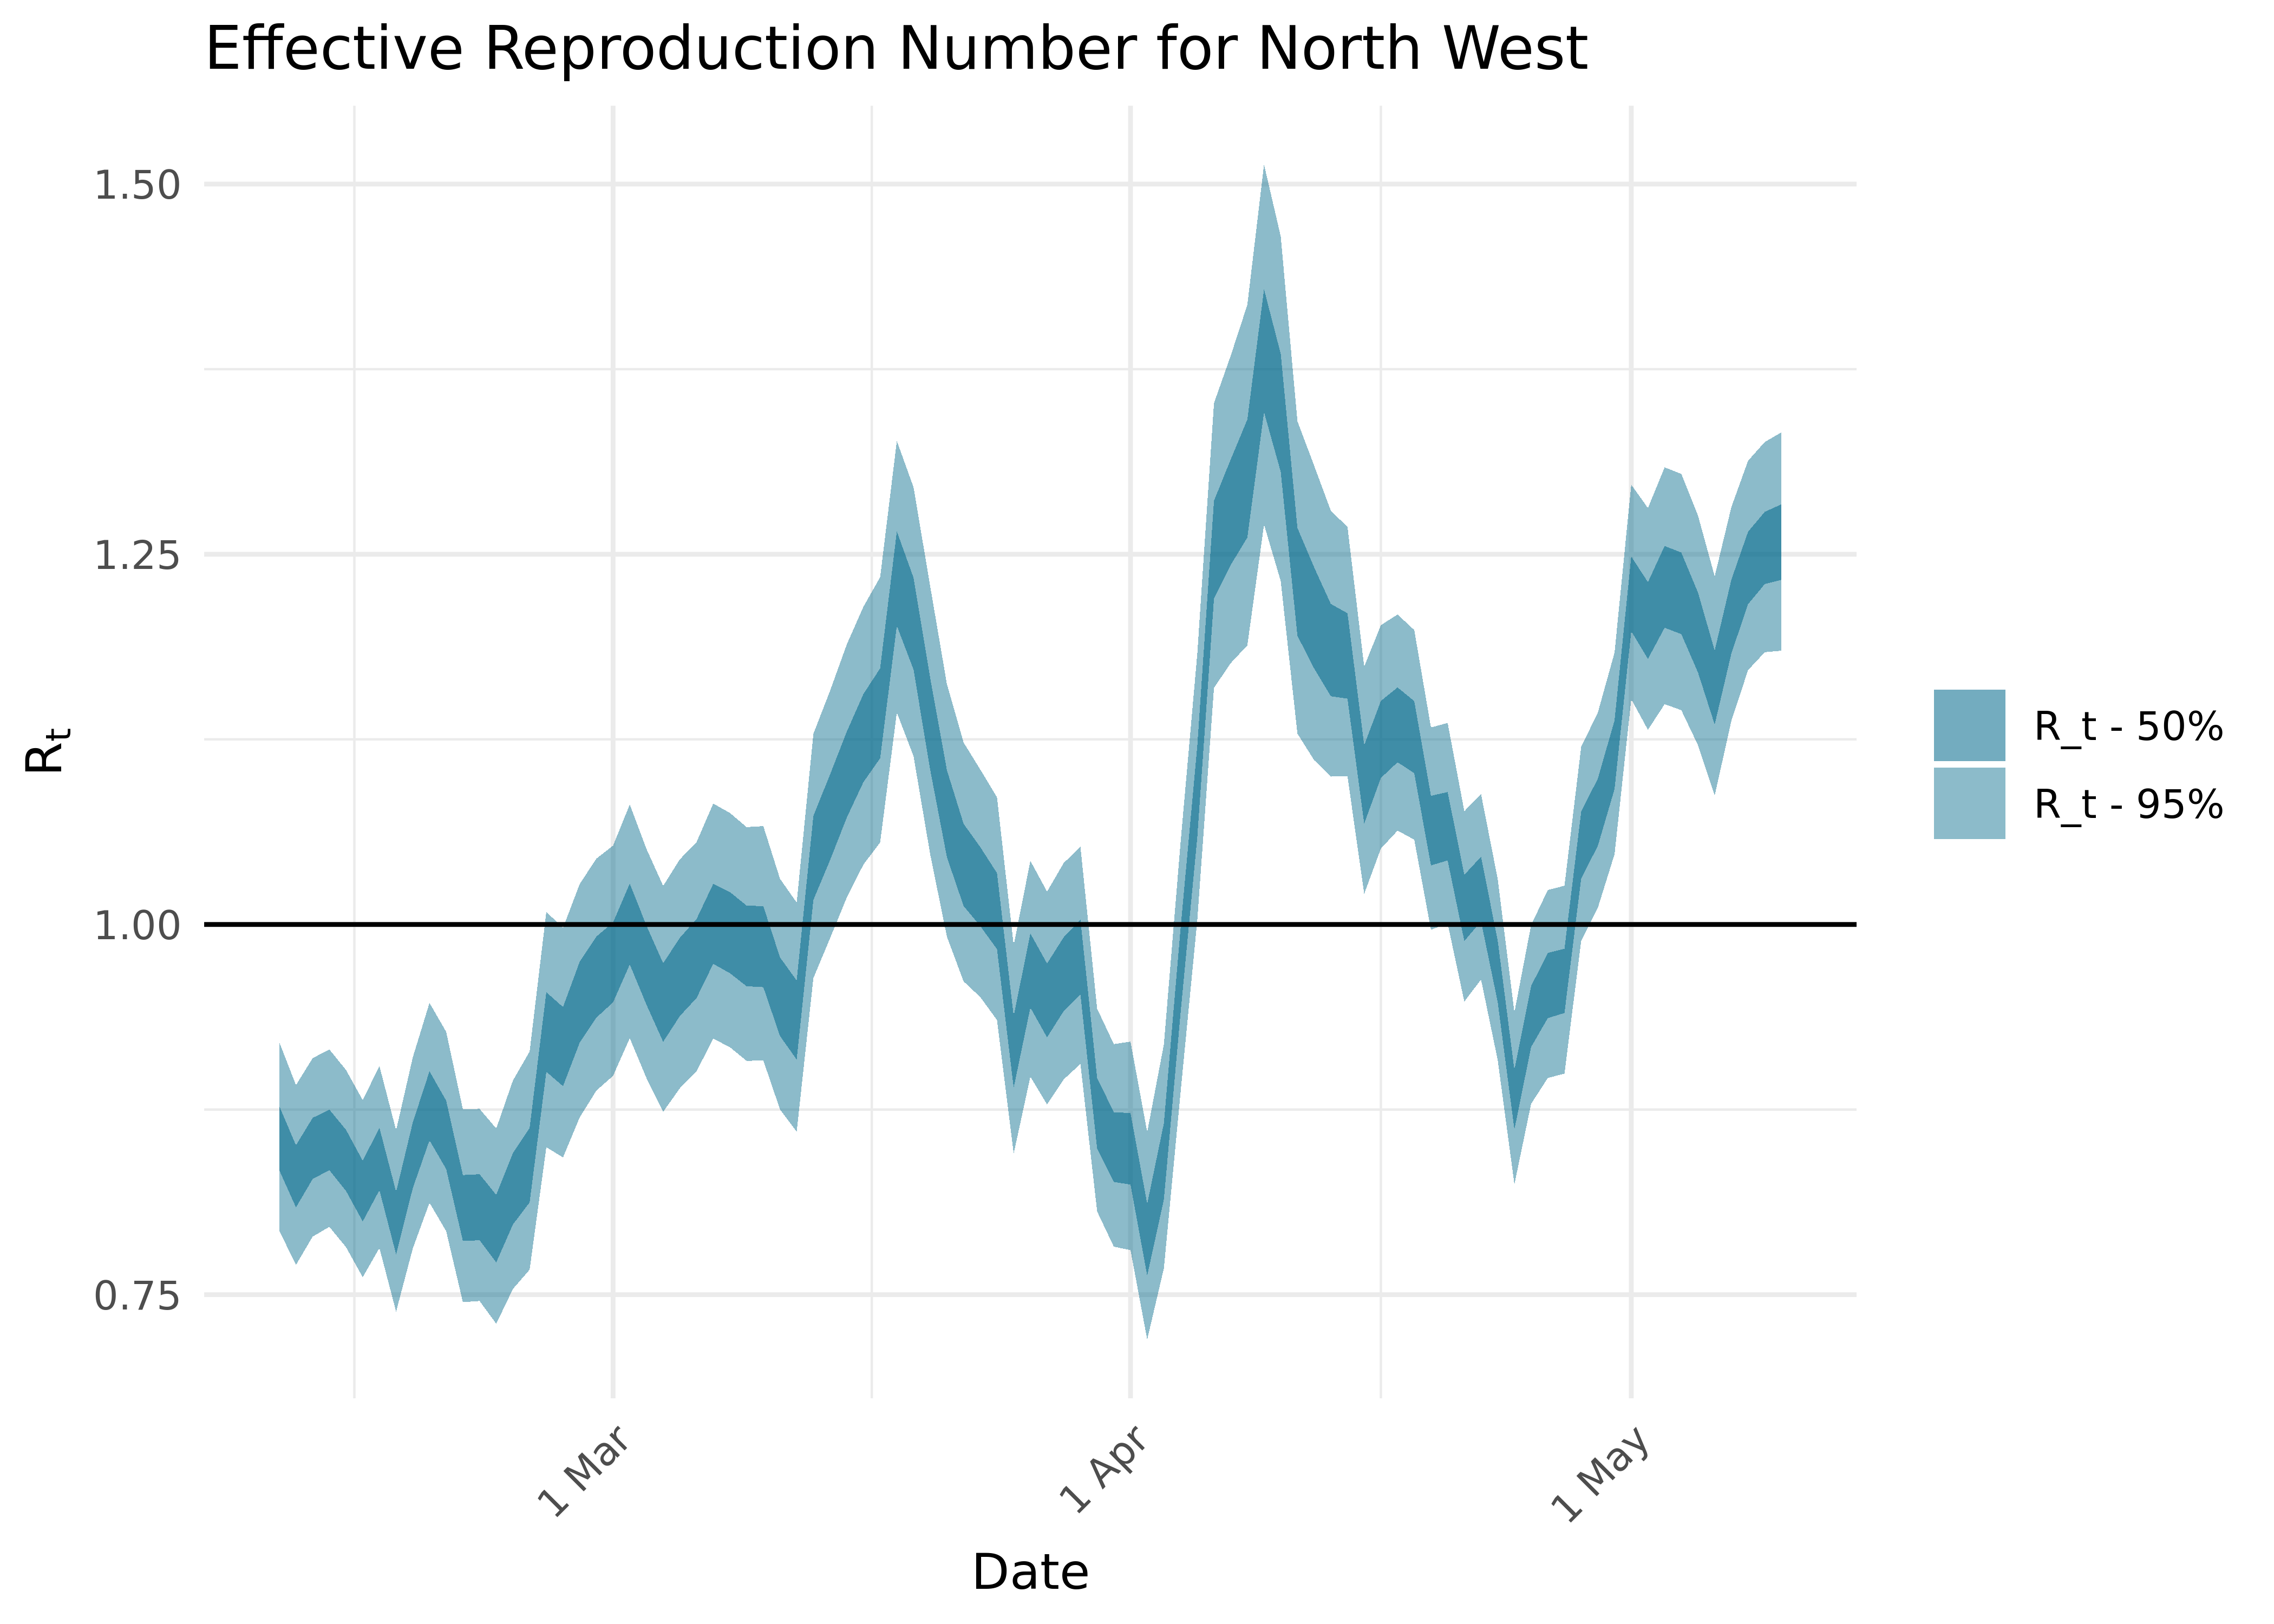 Effective Reproduction Number for North West
1.50
1.25
1.00
0.75
Rt
1 Mar
1 Apr
1 May
Date
R_t - 50%
R_t - 95%